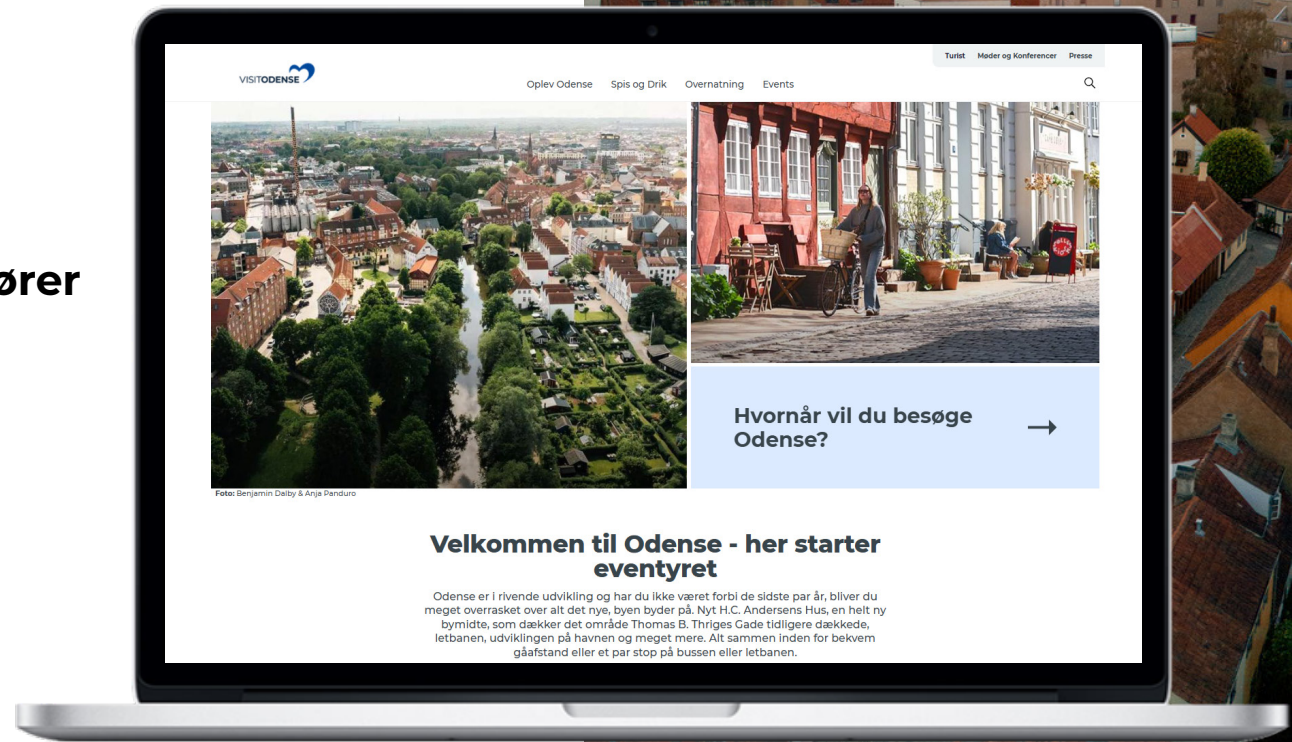 ører
VISITODENSE
Turist Møder og Konferencer Presse
Oplev Odense Spis og Drik Overnatning Events
Hvornår vil du besøge
Odense?
Foto: Benjamin Dalby & Anja Panduro
Velkommen til Odense - her starter
eventyret
Odense er i rivende udvikling og har du ikke været forbi de sidste par år, bliver du
meget overrasket over alt det nye, byen byder på. Nyt H.C. Andersens Hus, en helt ny
bymidte, som dækker det område Thomas B. Thriges Gade tidligere dækkede,
letbanen, udviklingen på havnen og meget mere. Alt sammen inden for bekvem
gåafstand eller et par stop på bussen eller letbanen.